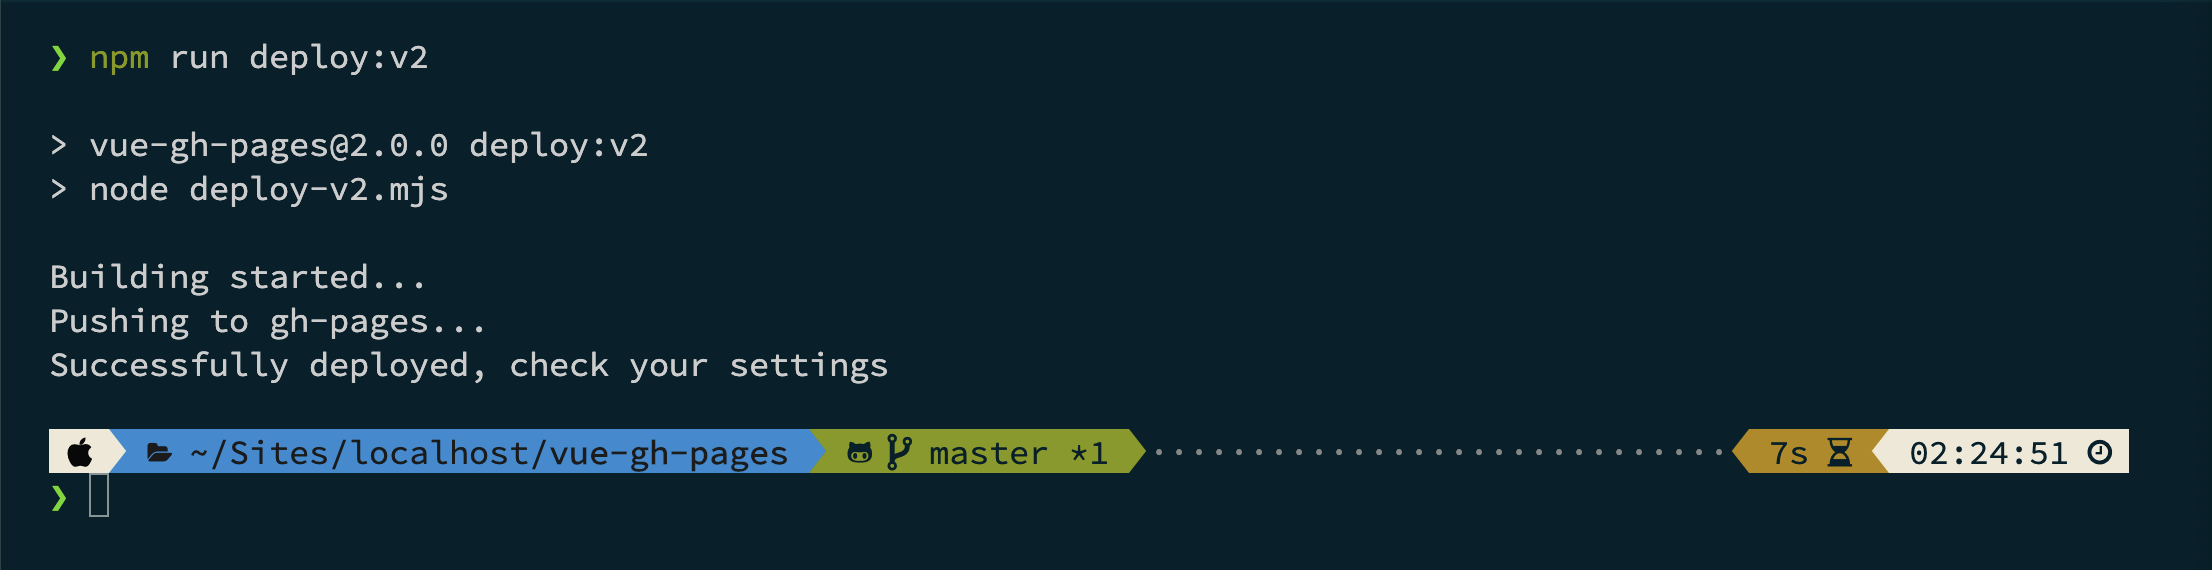 ❯ npm run deploy:v2
> vue-gh-pages@2.0.0 deploy:v2
> node deploy-v2.mjs
Building started...
Pushing to gh-pages...
Successfully deployed, check your settings
~/Sites/localhost/vue-gh-pages master *1 7s 02:24:51
❯